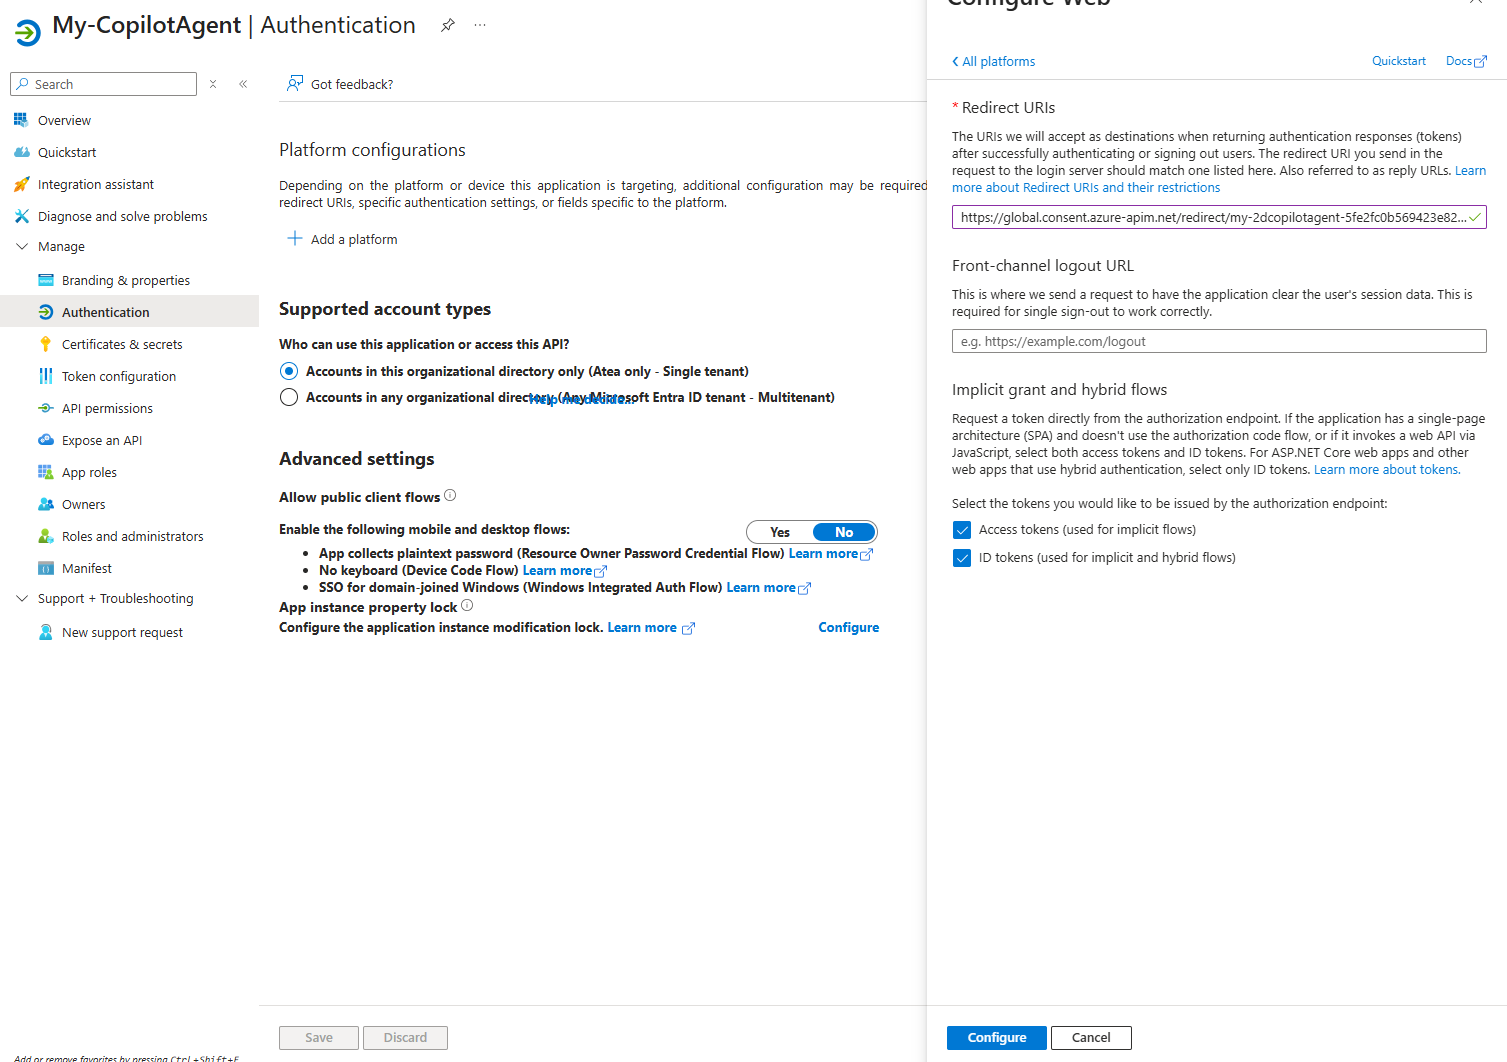 My-CopilotAgent | Authentication
Search
Overview
Quickstart
Integration assistant
Diagnose and solve problems
Manage
Branding & properties
Authentication
Certificates & secrets
Token configuration
API permissions
Expose an API
App roles
Owners
Roles and administrators
Manifest
Support + Troubleshooting
New support request
Add or remove favorites by pressing Ctrl+Shift+F
Got feedback?
Platform configurations
Depending on the platform or device this application is targeting, additional configuration may be required
redirect URIs, specific authentication settings, or fields specific to the platform.
Add a platform
Supported account types
Who can use this application or access this API?
Accounts in this organizational directory only (Atea only - Single tenant)
Accounts in any organizational directory (Any Microsoft Entra ID tenant - Multitenant)
Help me decide...
Advanced settings
Allow public client flows
Enable the following mobile and desktop flows:
Yes No
• App collects plaintext password (Resource Owner Password Credential Flow) Learn more
• No keyboard (Device Code Flow) Learn more
• SSO for domain-joined Windows (Windows Integrated Auth Flow) Learn more
App instance property lock
Configure the application instance modification lock. Learn more
Configure
Save
Discard
Configure Web
All platforms
Quickstart
Docs
* Redirect URIs
The URIs we will accept as destinations when returning authentication responses (tokens)
after successfully authenticating or signing out users. The redirect URI you send in the
request to the login server should match one listed here. Also referred to as reply URLs. Learn
more about Redirect URIs and their restrictions
https://global.consent.azure-apim.net/redirect/my-2dcopilotagent-5fe2fc0b569423e82...
Front-channel logout URL
This is where we send a request to have the application clear the user's session data. This is
required for single sign-out to work correctly.
e.g. https://example.com/logout
Implicit grant and hybrid flows
Request a token directly from the authorization endpoint. If the application has a single-page
architecture (SPA) and doesn't use the authorization code flow, or if it invokes a web API via
JavaScript, select both access tokens and ID tokens. For ASP.NET Core web apps and other
web apps that use hybrid authentication, select only ID tokens. Learn more about tokens.
Select the tokens you would like to be issued by the authorization endpoint:
Access tokens (used for implicit flows)
ID tokens (used for implicit and hybrid flows)
Configure
Cancel